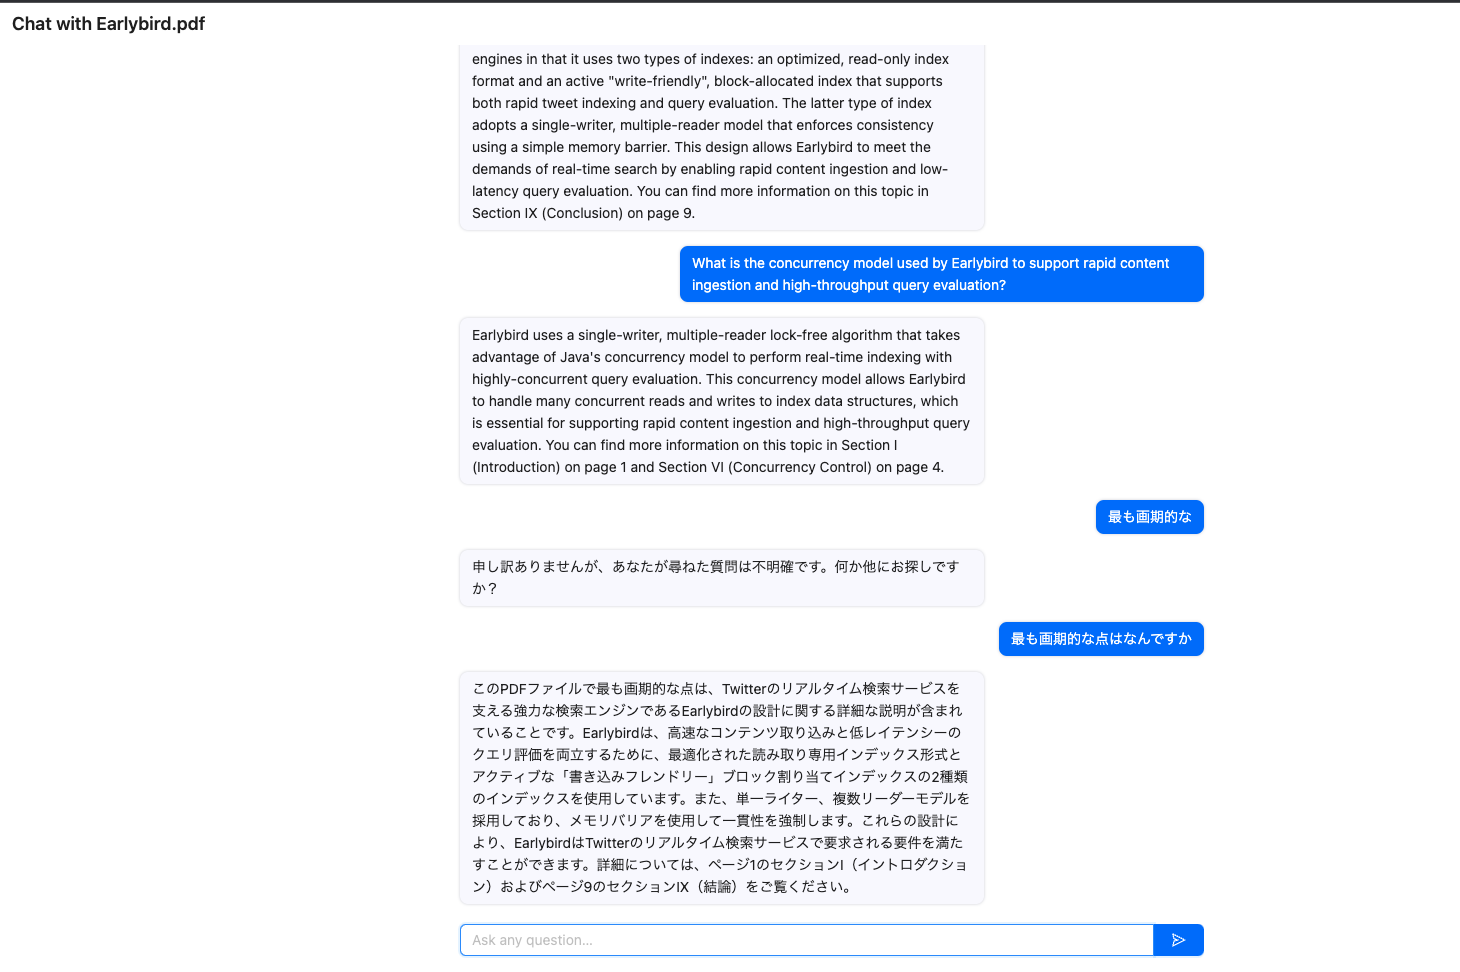 Chat with Earlybird.pdf
engines in that it uses two types of indexes: an optimized, read-only index
format and an active "write-friendly", block-allocated index that supports
both rapid tweet indexing and query evaluation. The latter type of index
adopts a single-writer, multiple-reader model that enforces consistency
using a simple memory barrier. This design allows Earlybird to meet the
demands of real-time search by enabling rapid content ingestion and low-
latency query evaluation. You can find more information on this topic in
Section IX (Conclusion) on page 9.
What is the concurrency model used by Earlybird to support rapid content
ingestion and high-throughput query evaluation?
Earlybird uses a single-writer, multiple-reader lock-free algorithm that takes
advantage of Java's concurrency model to perform real-time indexing with
highly-concurrent query evaluation. This concurrency model allows Earlybird
to handle many concurrent reads and writes to index data structures, which
is essential for supporting rapid content ingestion and high-throughput query
evaluation. You can find more information on this topic in Section I
(Introduction) on page 1 and Section VI (Concurrency Control) on page 4.
最も画期的な
申し訳ありませんが、あなたが尋ねた質問は不明確です。何か他にお探しです
か？
最も画期的な点はなんですか
このPDFファイルで最も画期的な点は、Twitterのリアルタイム検索サービスを
支える強力な検索エンジンであるEarlybirdの設計に関する詳細な説明が含まれ
ていることです。Earlybirdは、高速なコンテンツ取り込みと低レイテンシーの
クエリ評価を両立するために、最適化された読み取り専用インデックス形式と
アクティブな「書き込みフレンドリー」ブロック割り当てインデックスの2種類
のインデックスを使用しています。また、単一ライター、複数リーダーモデルを
採用しており、メモリバリアを使用して一貫性を強制します。これらの設計に
より、EarlybirdはTwitterのリアルタイム検索サービスで要求される要件を満た
すことができます。詳細については、ページ1のセクションI（イントロダクショ
ン）およびページ9のセクションIX（結論）をご覧ください。
Ask any question...